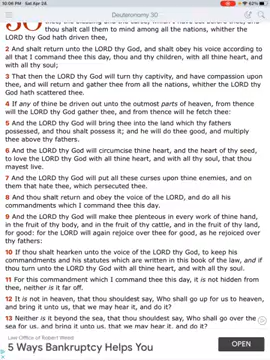 10:06 PM Sat Apr 24
Deuteronomy 30
30
thou shalt call them to mind among all the nations, whither the
LORD thy God hath driven thee,
2 And shalt return unto the LORD thy God, and shalt obey his voice according to
all that I command thee this day, thou and thy children, with all thine heart, and
with all thy soul;
3 That then the LORD thy God will turn thy captivity, and have compassion upon
thee, and will return and gather thee from all the nations, whither the LORD thy
God hath scattered thee.
4 If any of thine be driven out unto the outmost parts of heaven, from thence
will the LORD thy God gather thee, and from thence will he fetch thee:
5 And the LORD thy God will bring thee into the land which thy fathers
possessed, and thou shalt possess it; and he will do thee good, and multiply
thee above thy fathers.
6 And the LORD thy God will circumcise thine heart, and the heart of thy seed,
to love the LORD thy God with all thine heart, and with all thy soul, that thou
mayest live.
7 And the LORD thy God will put all these curses upon thine enemies, and on
them that hate thee, which persecuted thee.
8 And thou shalt return and obey the voice of the LORD, and do all his
commandments which I command thee this day.
9 And the LORD thy God will make thee plenteous in every work of thine hand,
in the fruit of thy body, and in the fruit of thy cattle, and in the fruit of thy land,
for good: for the LORD will again rejoice over thee for good, as he rejoiced over
thy fathers:
10 If thou shalt hearken unto the voice of the LORD thy God, to keep his
commandments and his statutes which are written in this book of the law, and if
thou turn unto the LORD thy God with all thine heart, and with all thy soul.
11 For this commandment which I command thee this day, it is not hidden from
thee, neither is it far off.
12 It is not in heaven, that thou shouldest say, Who shall go up for us to heaven,
and bring it unto us, that we may hear it, and do it?
13 Neither is it beyond the sea, that thou shouldest say, Who shall go over the
sea for us, and bring it unto us, that we may hear it, and do it?
Law Offices of Robert Weed
5 Ways Bankruptcy Helps You
OPEN